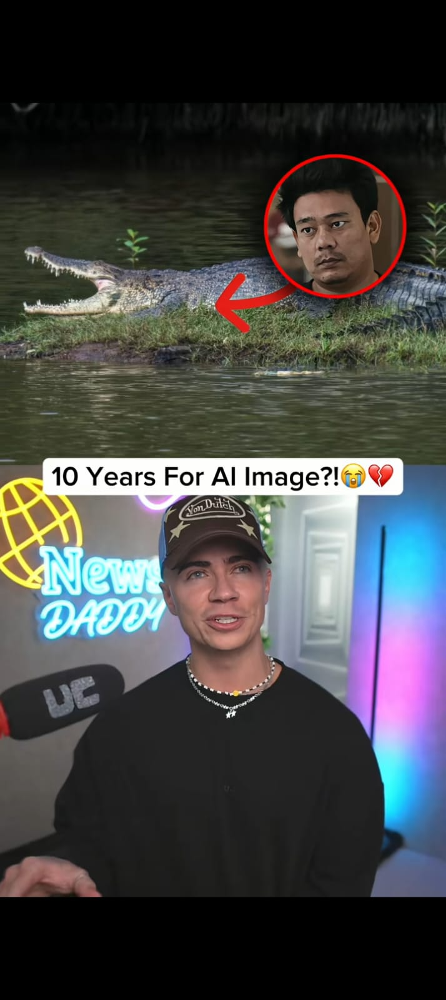 10 Years For AI Image?!😭💔
Von Dutch
News
DADDY
UC